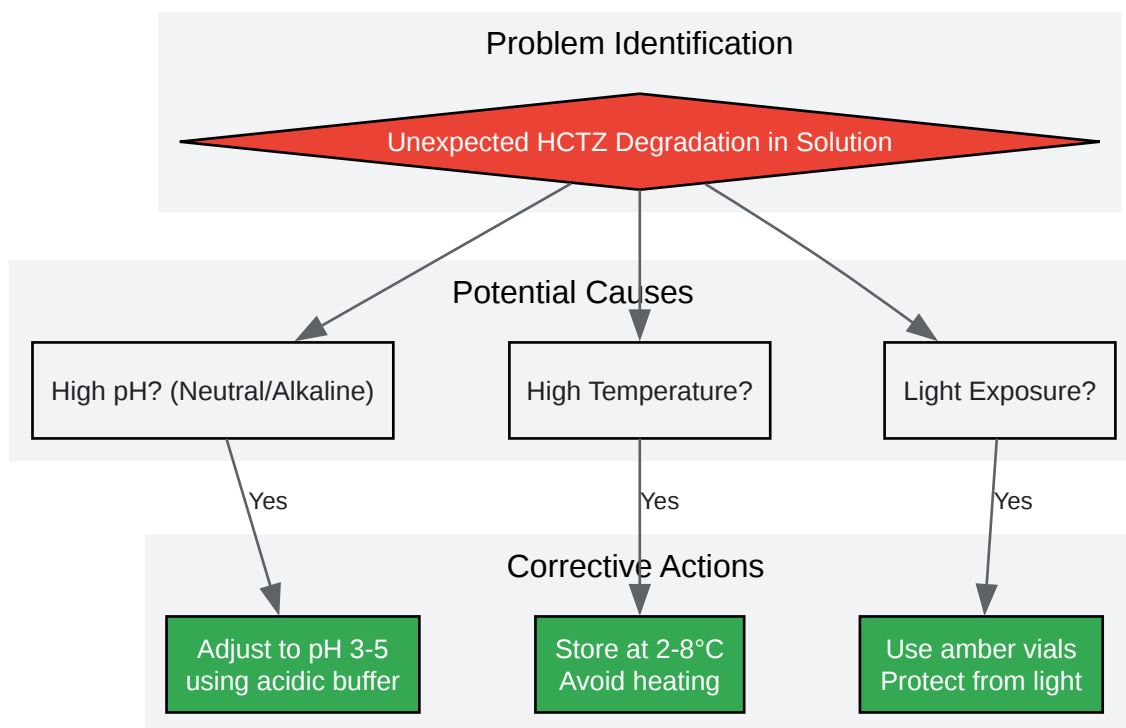 Problem Identification
Unexpected HCTZ Degradation in Solution
Potential Causes
High pH? (Neutral/Alkaline)
High Temperature?
Light Exposure?
Yes
Yes
Yes
Corrective Actions
Adjust to pH 3-5
using acidic buffer
Store at 2-8°C
Avoid heating
Use amber vials
Protect from light